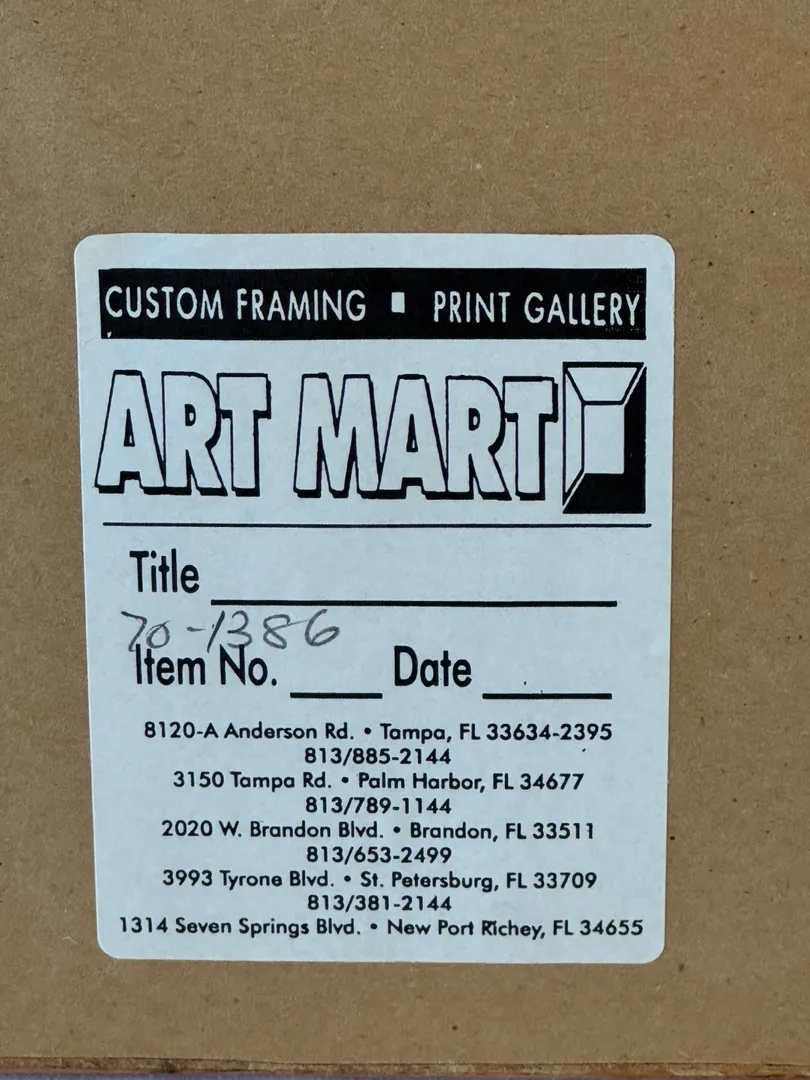 CUSTOM FRAMING ▪ PRINT GALLERY
ART MART
Title
70-1386
Item No. Date
8120-A Anderson Rd. • Tampa, FL 33634-2395
813/885-2144
3150 Tampa Rd. • Palm Harbor, FL 34677
813/789-1144
2020 W. Brandon Blvd. • Brandon, FL 33511
813/653-2499
3993 Tyrone Blvd. • St. Petersburg, FL 33709
813/381-2144
1314 Seven Springs Blvd. • New Port Richey, FL 34655